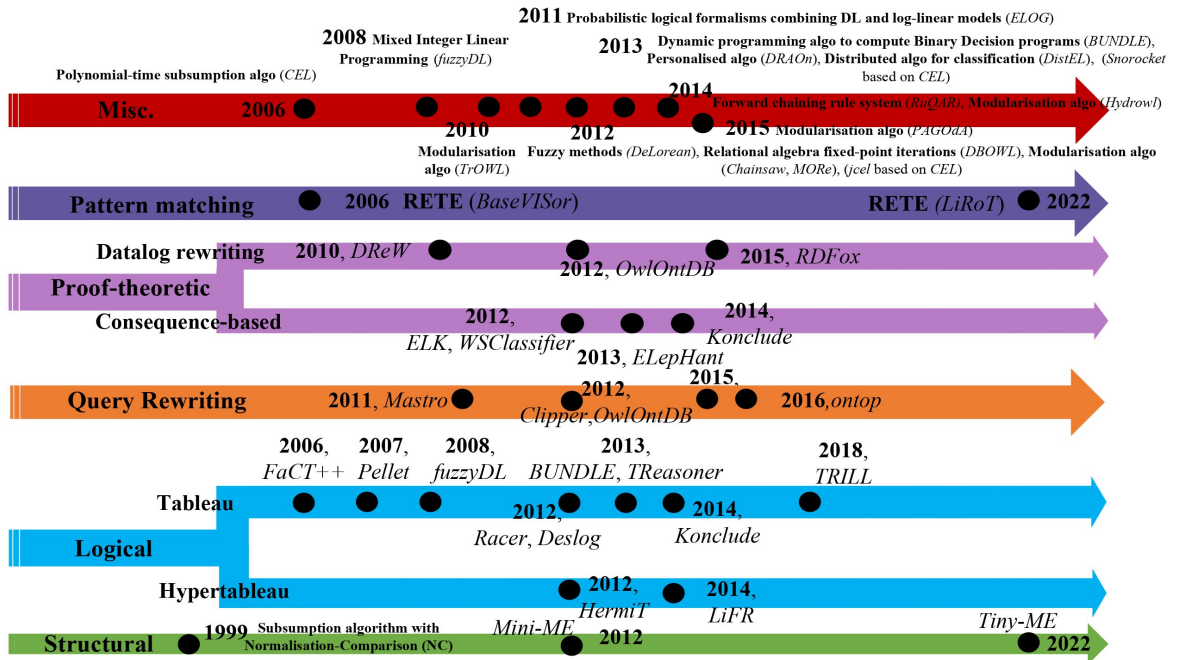 2011 Probabilistic logical formalisms combining DL and log-linear models (ELOG)
2008 Mixed Integer Linear
Programming (fuzzyDL)
2013 Dynamic programming algo to compute Binary Decision programs (BUNDLE),
Personalised algo (DRAOn), Distributed algo for classification (DistEL), (Snorocket
based on CEL)
Polynomial-time subsumption algo (CEL)
Misc.
2006
2014
Forward chaining rule system (RuQAR), Modularisation algo (Hydrowl)
2010
Modularisation
algo (TrOWL)
2012
Fuzzy methods (DeLorean), Relational algebra fixed-point iterations (DBOWL), Modularisation algo
(Chainsaw, MORe), (jcel based on CEL)
2015 Modularisation algo (PAGOdA)
Pattern matching
2006 RETE (BaseVISor)
RETE (LiRoT)
2022
Datalog rewriting
2010, DReW
2012, OwlOntDB
2015, RDFox
Proof-theoretic
Consequence-based
2012,
ELK, WSClassifier
2013, ELepHant
2014,
Konclude
Query Rewriting
2011, Mastro
2012,
Clipper,OwlOntDB
2015,
2016,ontop
2006,
FaCT++
2007,
Pellet
2008,
fuzzyDL
2013,
BUNDLE, TReasoner
2018,
TRILL
Tableau
2012,
Racer, Deslog
2014,
Konclude
Logical
Hypertableau
2012,
HermiT
2014,
LiFR
Structural
1999 Subsumption algorithm with
Normalisation-Comparison (NC)
Mini-ME
2012
Tiny-ME
2022